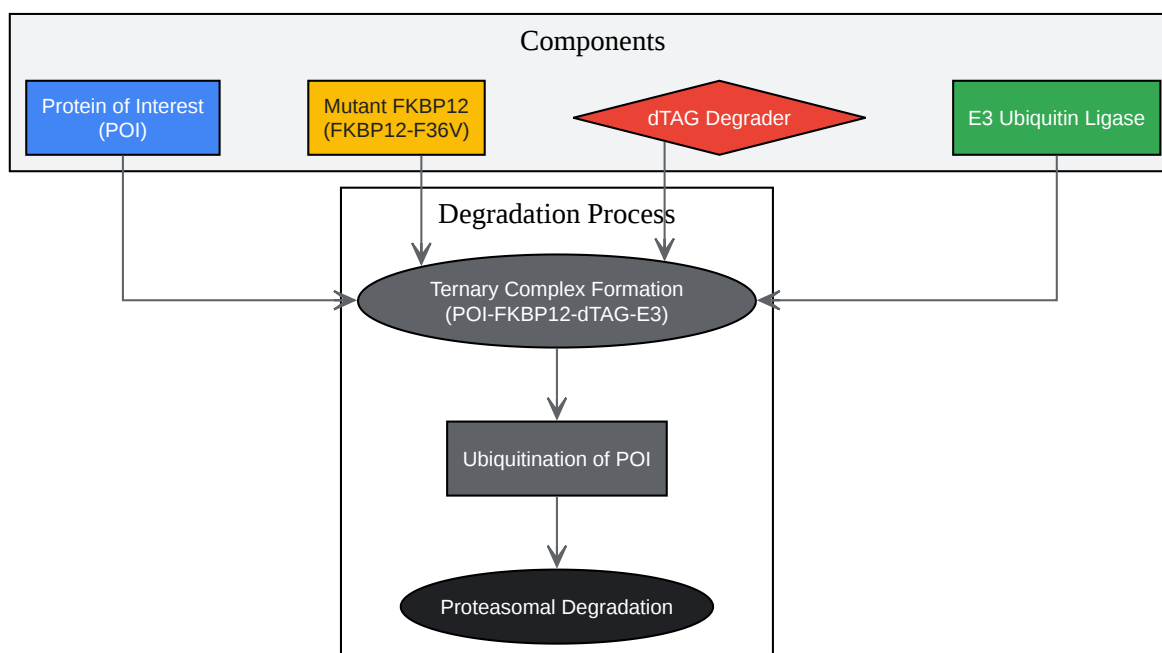 Components
Protein of Interest
(POI)
Mutant FKBP12
(FKBP12-F36V)
dTAG Degrader
E3 Ubiquitin Ligase
Degradation Process
Ternary Complex Formation
(POI-FKBP12-dTAG-E3)
Ubiquitination of POI
Proteasomal Degradation